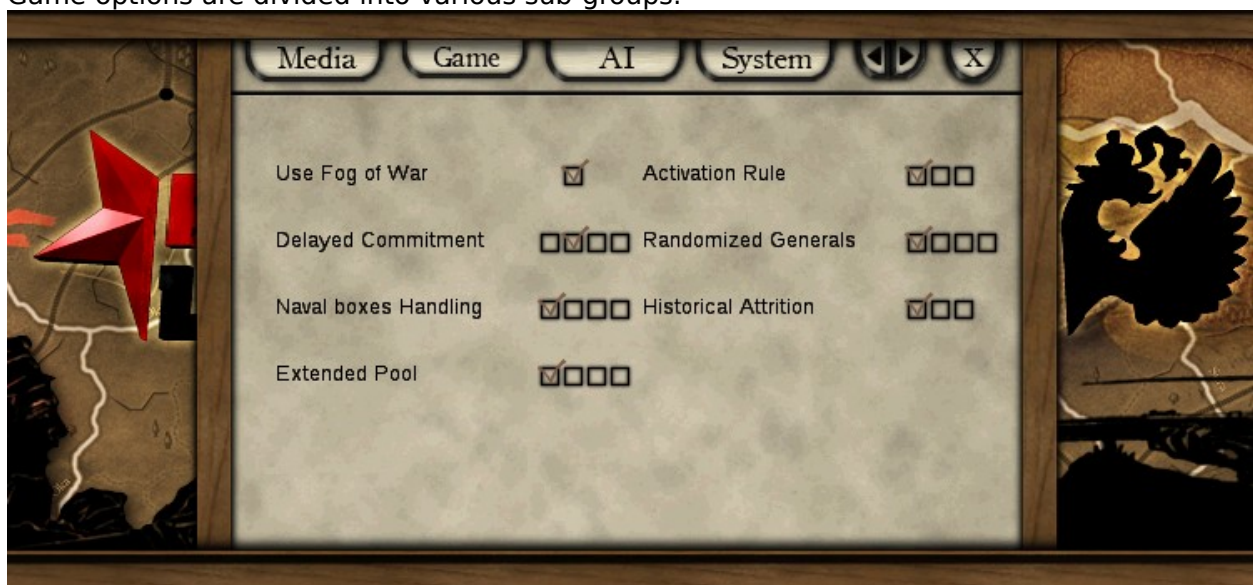 Game options are divided into various sub-groups.
Media Game AI System X
Use Fog of War Activation Rule
Delayed Commitment Randomized Generals
Naval boxes Handling Historical Attrition
Extended Pool